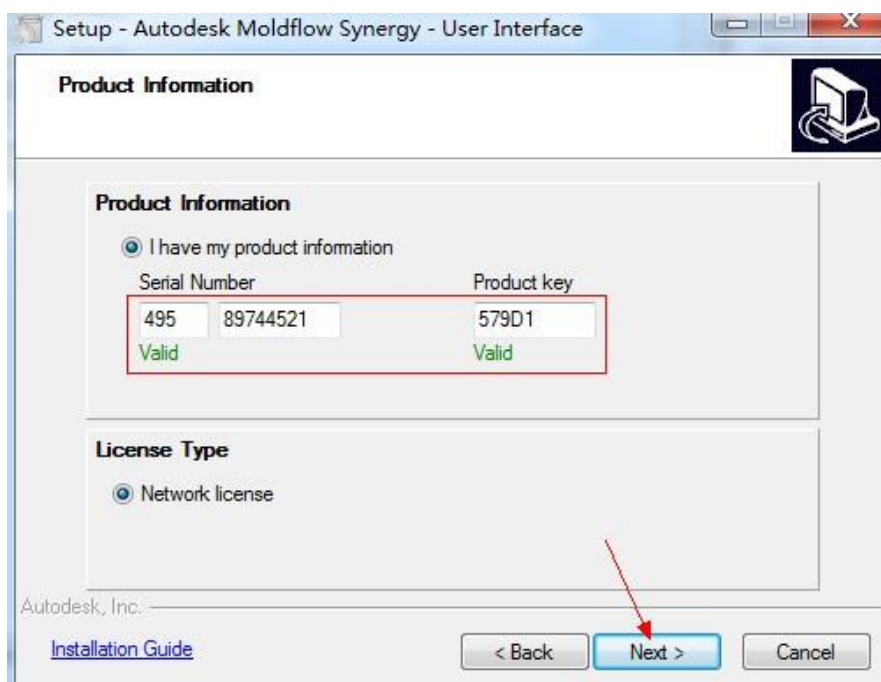 Setup - Autodesk Moldflow Synergy - User Interface
Product Information
Product Information
I have my product information
Serial Number Product key
495 89744521 579D1
Valid Valid
License Type
Network license
Autodesk, Inc.
Installation Guide < Back Next > Cancel